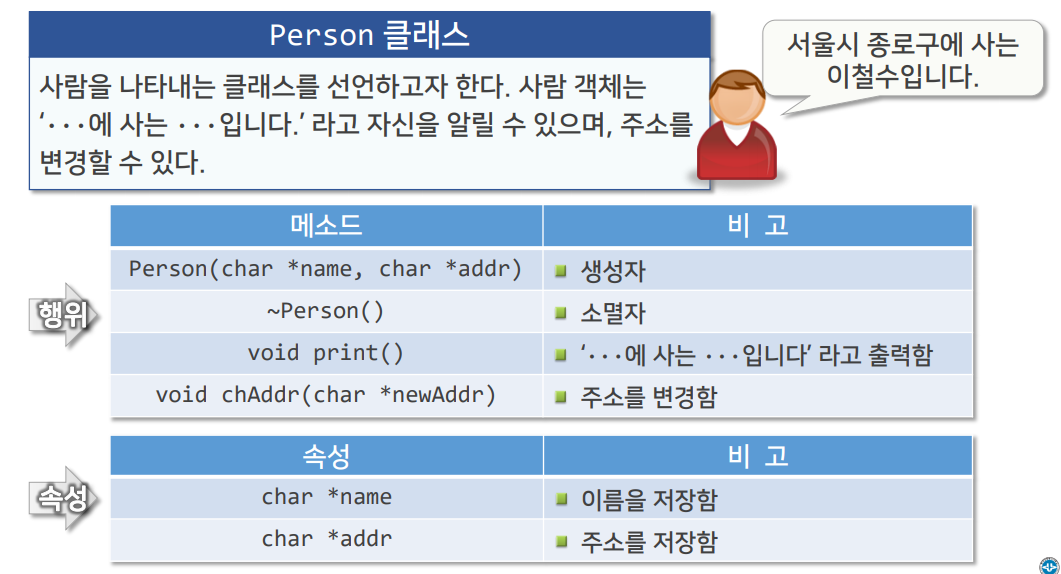 Person 클래스
서울시 종로구에 사는
이철수입니다.
사람을 나타내는 클래스를 선언하고자 한다. 사람 객체는
‘···에 사는 ···입니다.’ 라고 자신을 알릴 수 있으며, 주소를
변경할 수 있다.
행위
메소드 비 고
Person(char *name, char *addr) 생성자
~Person() 소멸자
void print() ‘···에 사는 ···입니다’ 라고 출력함
void chAddr(char *newAddr) 주소를 변경함
속성
속성 비 고
char *name 이름을 저장함
char *addr 주소를 저장함